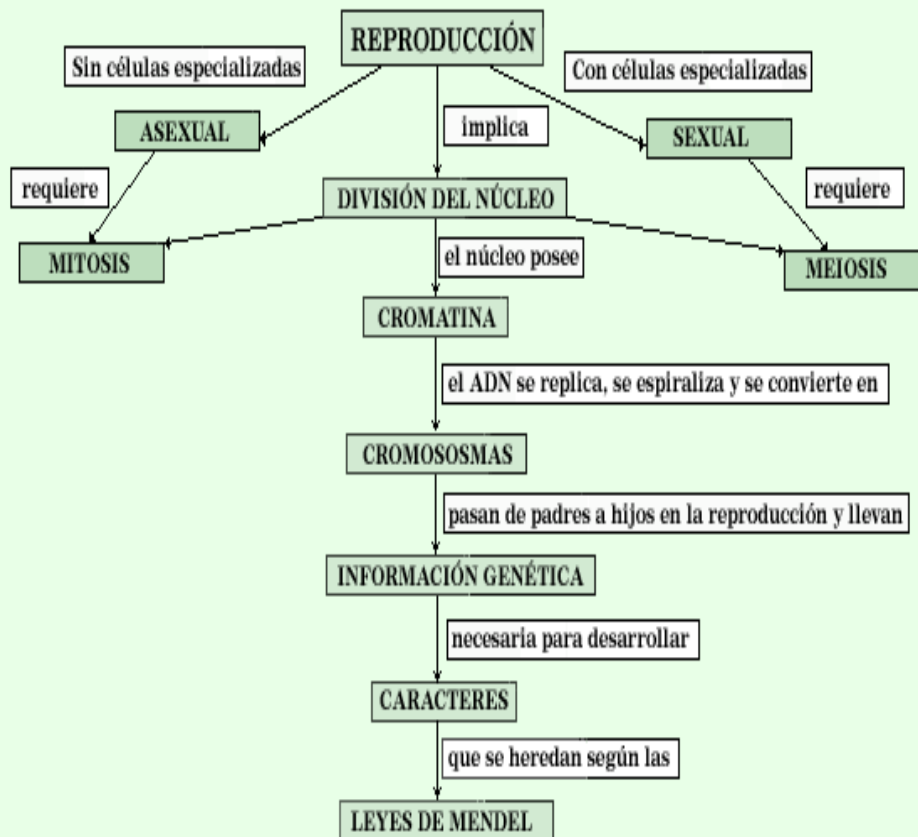 REPRODUCCIÓN
Sin células especializadas
Con células especializadas
ASEXUAL
implica
SEXUAL
requiere
DIVISIÓN DEL NÚCLEO
requiere
MITOSIS
el núcleo posee
MEIOSIS
CROMATINA
el ADN se replica, se espiraliza y se convierte en
CROMOSOSMAS
pasan de padres a hijos en la reproducción y llevan
INFORMACIÓN GENÉTICA
necesaria para desarrollar
CARACTERES
que se heredan según las
LEYES DE MENDEL